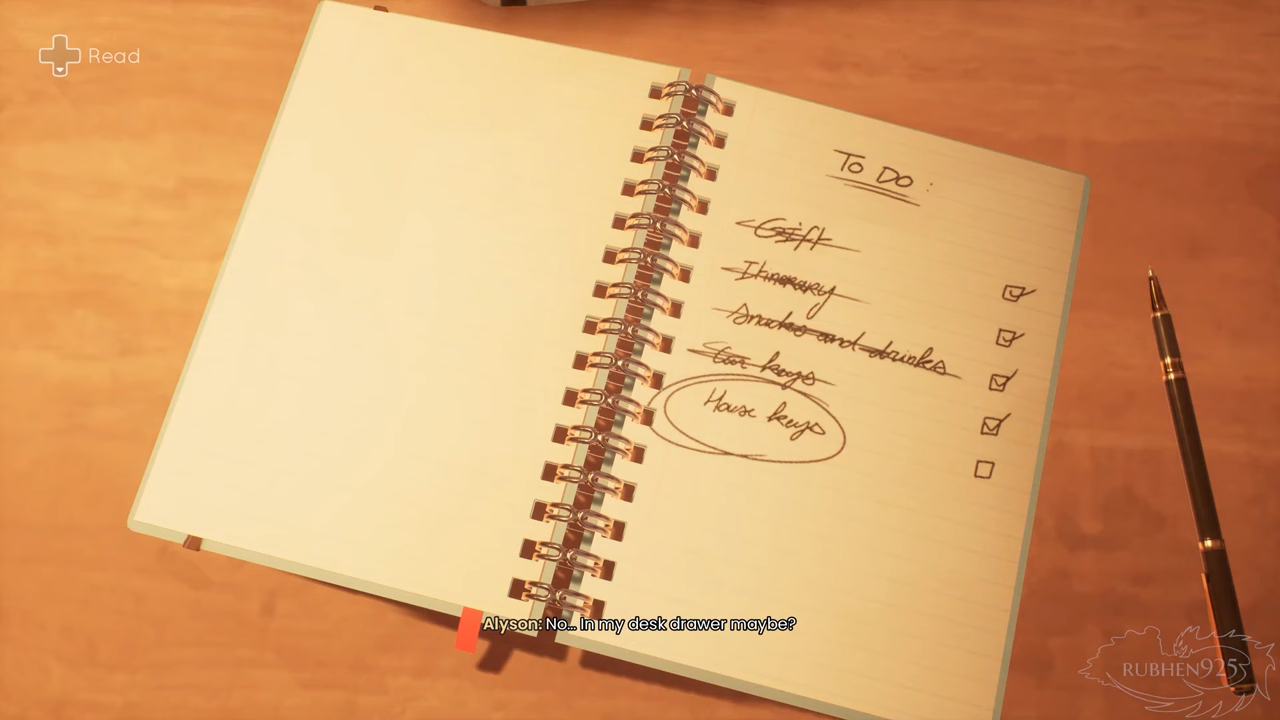 Read
To Do:
Gift
Itinerary
Snacks and drinks
Car keys
House keys
Alyson: No... In my desk drawer maybe?
RUBHEN925